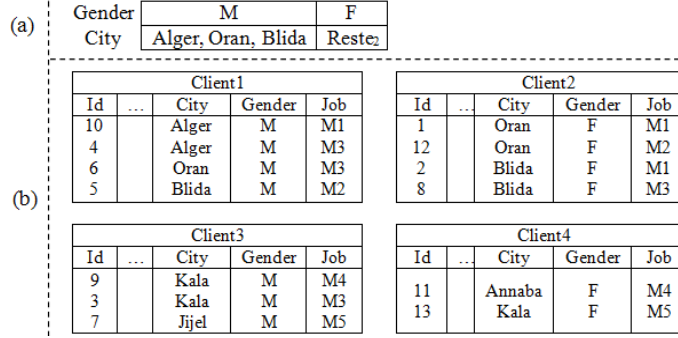 (a) Gender M F
City Alger, Oran, Blida Reste₂
(b)
Client1
Id ... City Gender Job
10 Alger M M1
4 Alger M M3
6 Oran M M3
5 Blida M M2
Client2
Id ... City Gender Job
1 Oran F M1
12 Oran F M2
2 Blida F M1
8 Blida F M3
Client3
Id ... City Gender Job
9 Kala M M4
3 Kala M M3
7 Jijel M M5
Client4
Id ... City Gender Job
11 Annaba F M4
13 Kala F M5